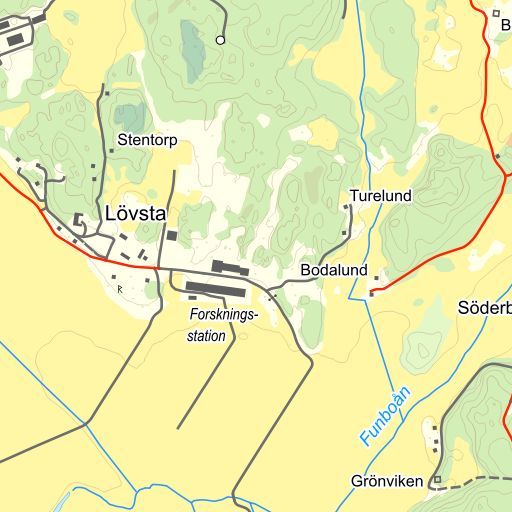 B
Stentorp
Turelund
Lövsta
Bodalund
Söderb
Forsknings-
station
Funboån
Grönviken
R